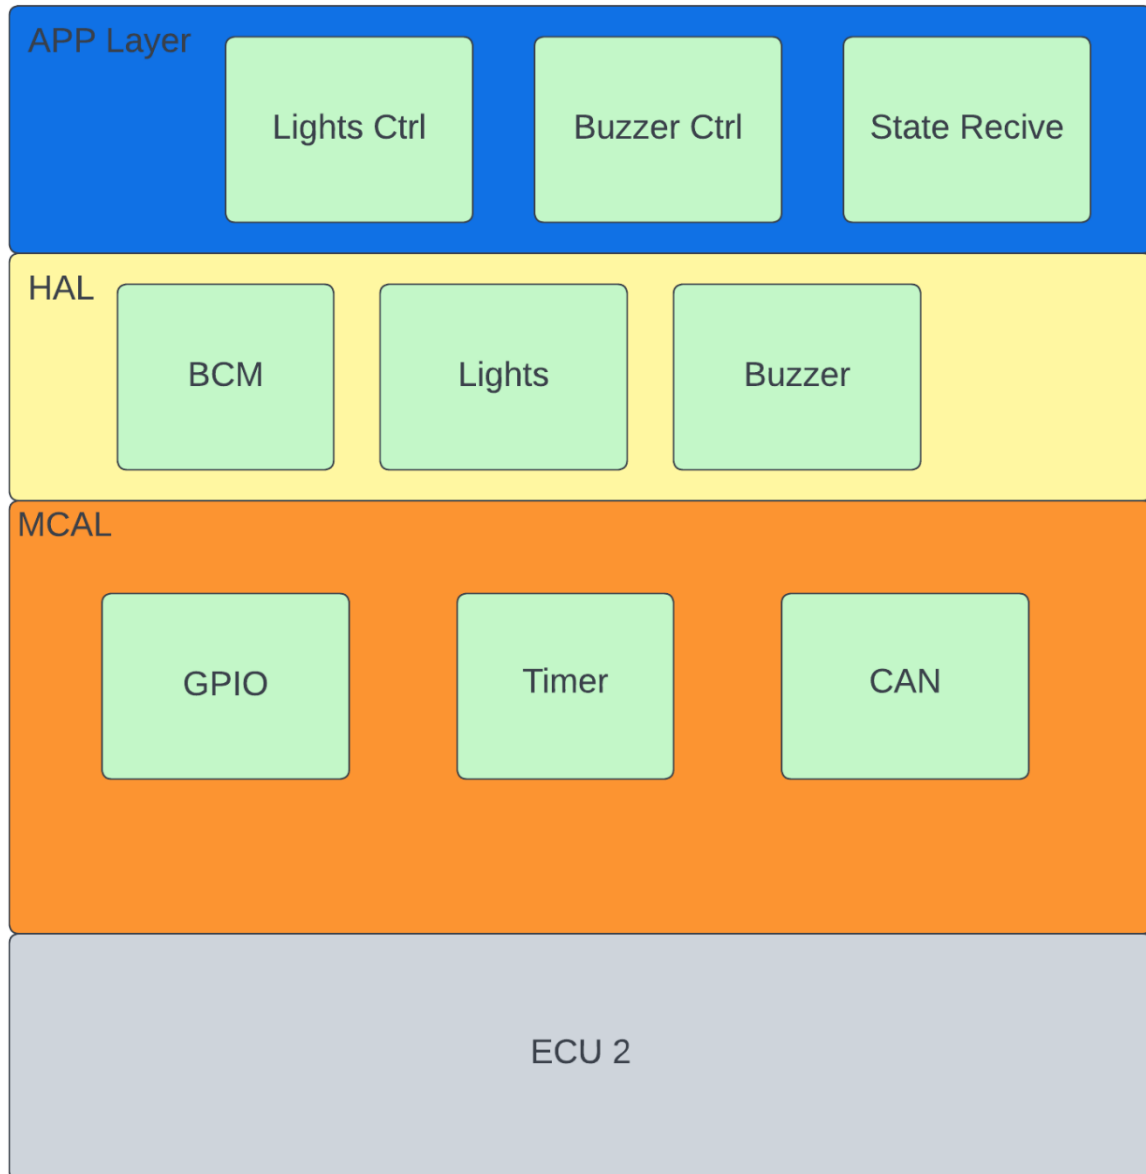 APP Layer
Lights Ctrl
Buzzer Ctrl
State Recive
HAL
BCM
Lights
Buzzer
MCAL
GPIO
Timer
CAN
ECU 2